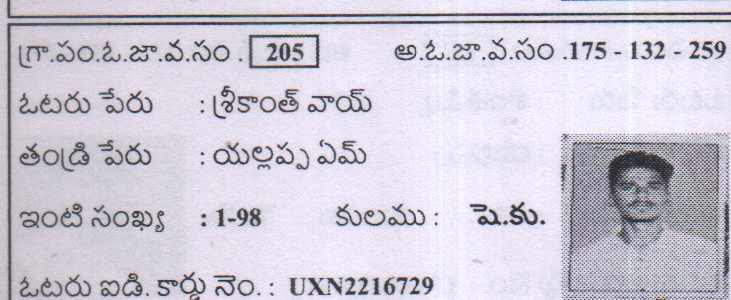 గ్రా.పం.ఓ.జా.వ.సం . 205 అ.ఓ.జా.వ.సం .175 - 132 - 259
ఓటరు పేరు : శ్రీకాంత్ వాయ్
తండ్రి పేరు : యల్లప్ప ఏమ్
ఇంటి సంఖ్య : 1-98 కులము : షె.కు.
ఓటరు ఐడి. కార్డు నెం. : UXN2216729